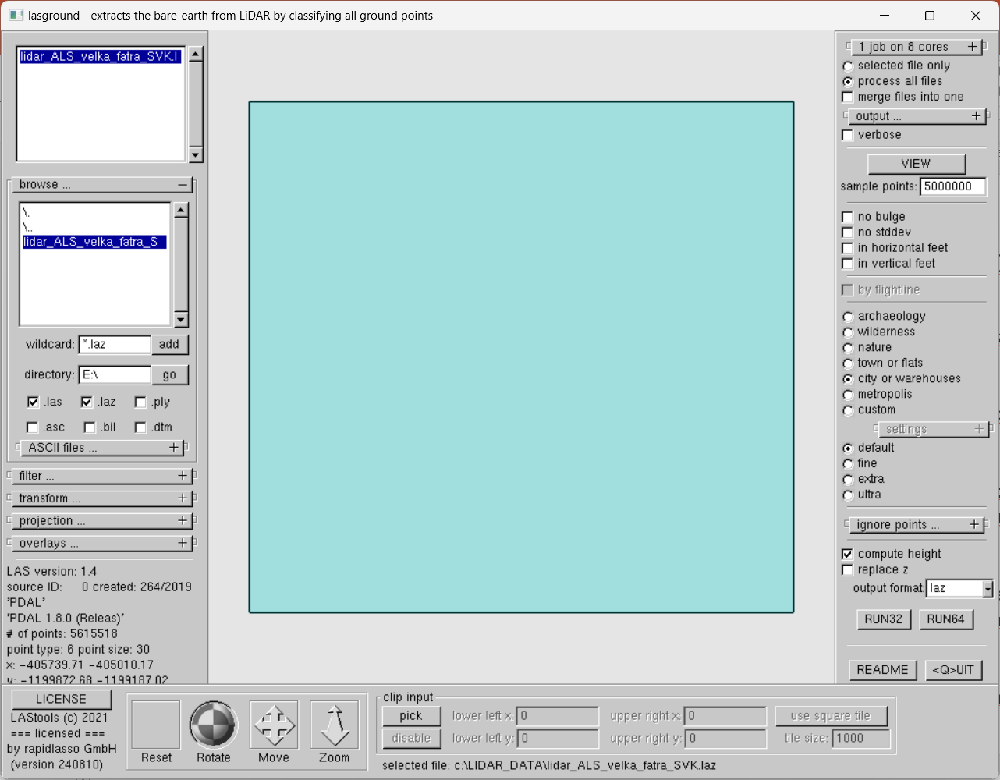 lasground - extracts the bare-earth from LiDAR by classifying all ground points
lidar_ALS_velka_fatra_SVK.l
browse ...
\.
\..
lidar_ALS_velka_fatra_S
wildcard: *.laz add
directory: E:\ go
.las .laz .ply
.asc .bil .dtm
ASCII files ...
filter ...
transform ...
projection ...
overlays ...
LAS version: 1.4
source ID: 0 created: 264/2019
'PDAL'
'PDAL 1.8.0 (Releas)'
# of points: 5615518
point type: 6 point size: 30
x: -405739.71 -405010.17
y: -1199872.68 -1199187.02
1 job on 8 cores
selected file only
process all files
merge files into one
output ...
verbose
VIEW
sample points: 5000000
no bulge
no stddev
in horizontal feet
in vertical feet
by flightline
archaeology
wilderness
nature
town or flats
city or warehouses
metropolis
custom
settings
default
fine
extra
ultra
ignore points ...
compute height
replace z
output format: laz
RUN32 RUN64
README <Q>UIT
LICENSE
LAStools (c) 2021
=== licensed ===
by rapidlasso GmbH
(version 240810)
Reset Rotate Move Zoom
clip input
pick lower left x: 0 upper right x: 0 use square tile
disable lower left y: 0 upper right y: 0 tile size: 1000
selected file: c:\LIDAR_DATA\lidar_ALS_velka_fatra_SVK.laz